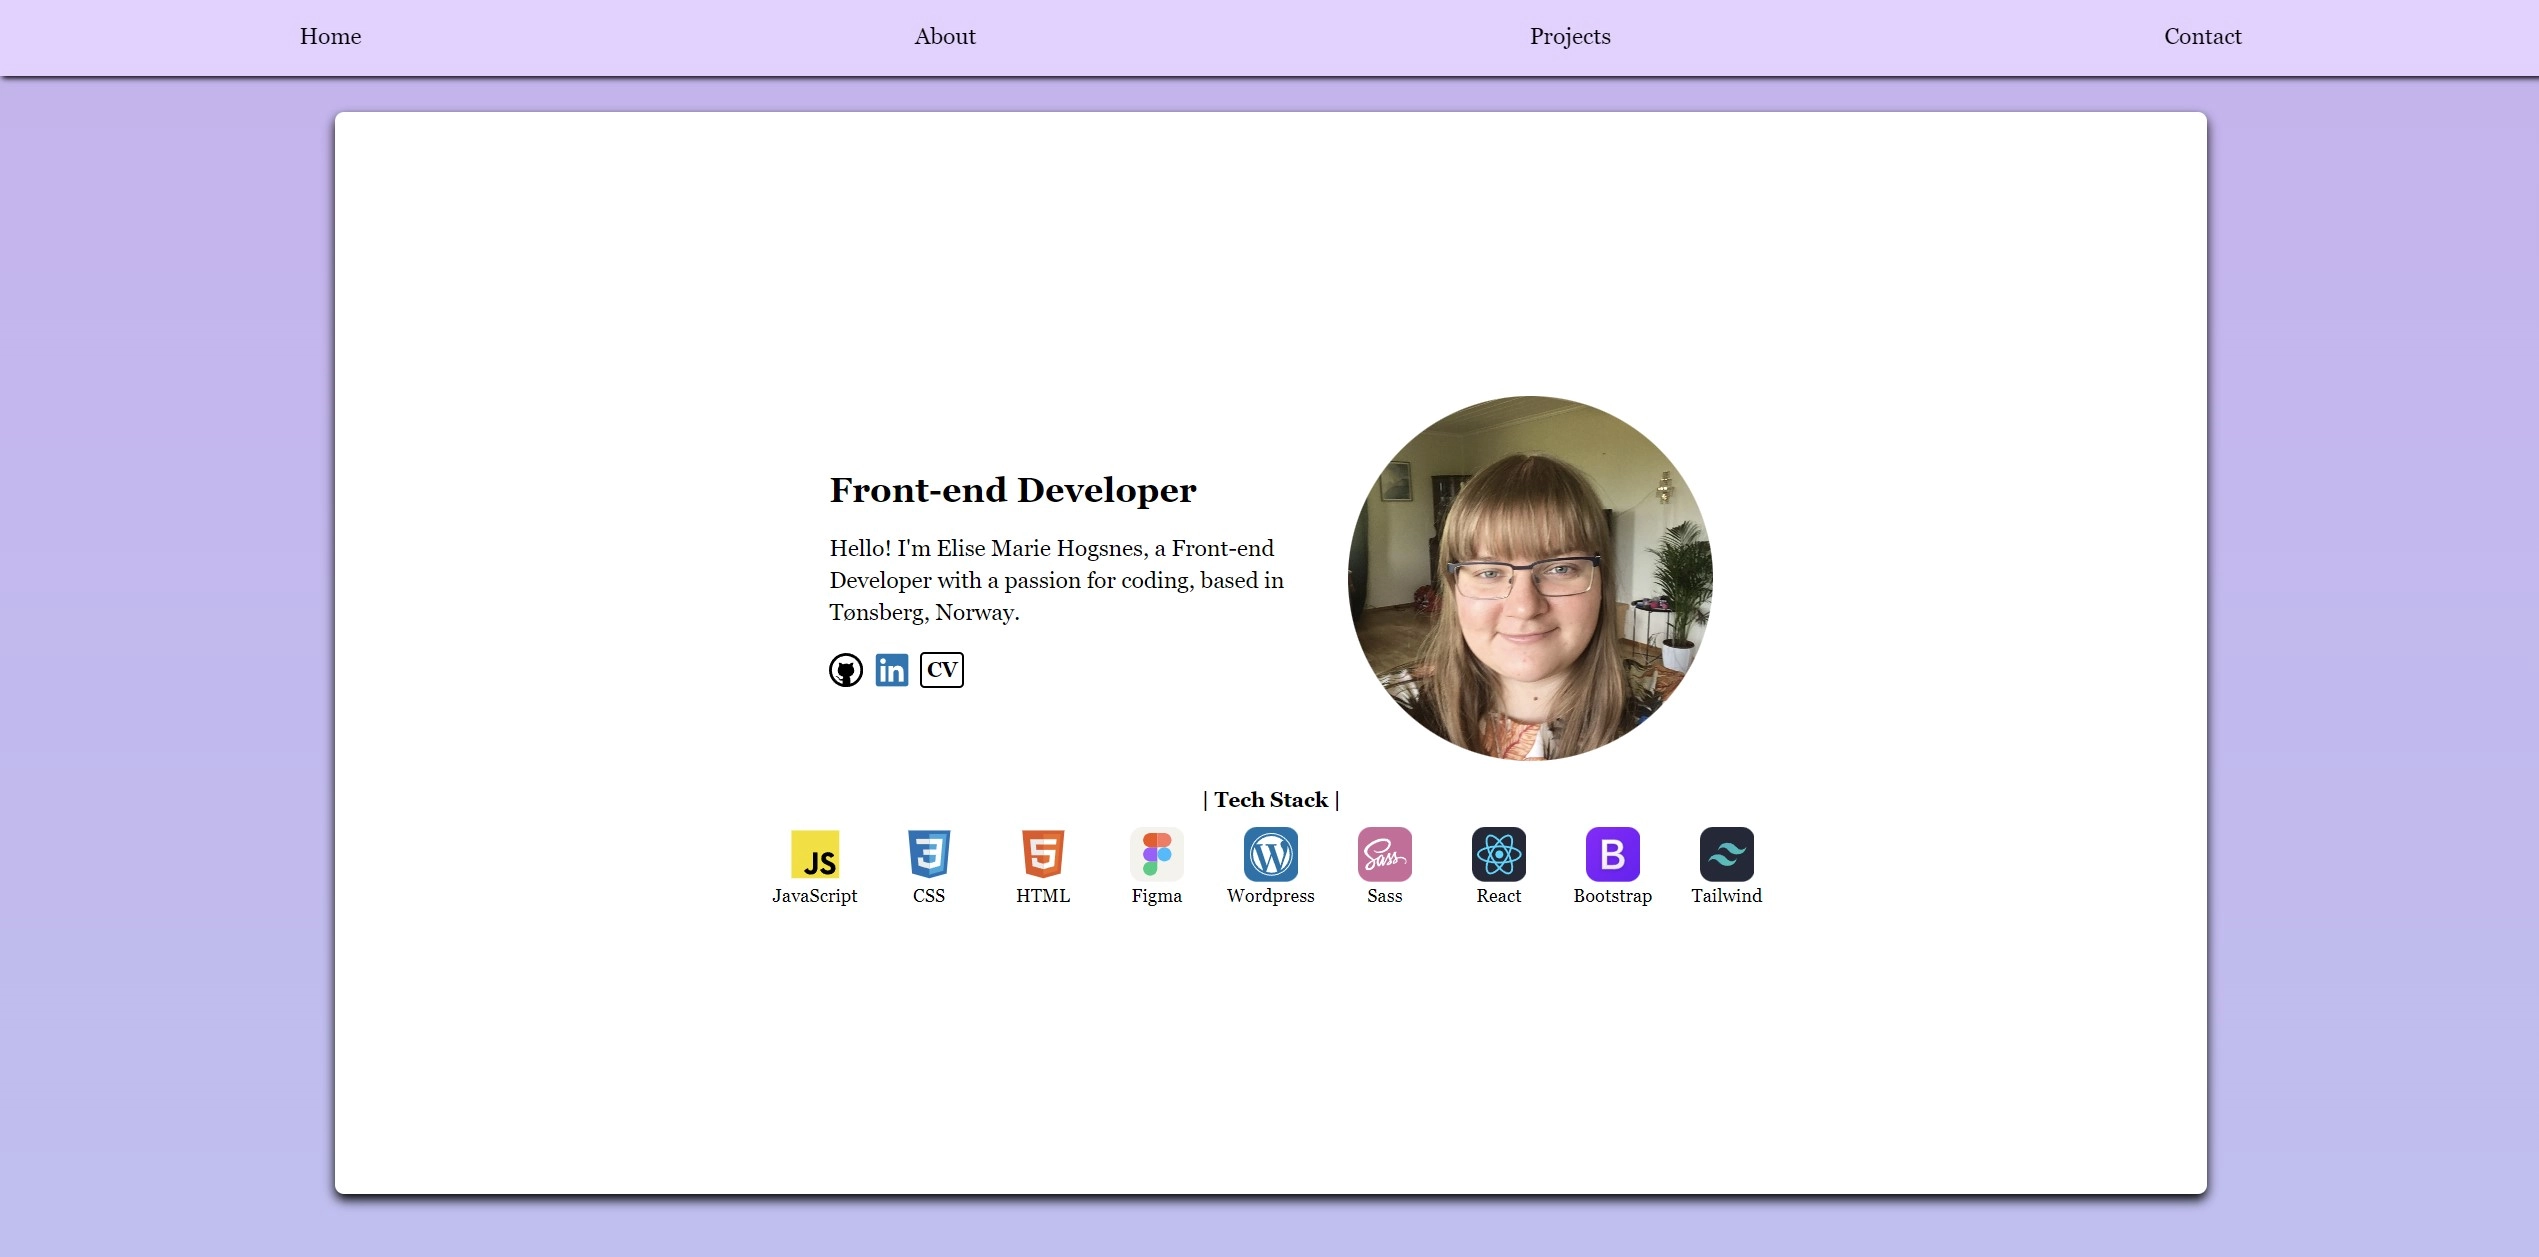 Home About Projects Contact
Front-end Developer
Hello! I'm Elise Marie Hogsnes, a Front-end
Developer with a passion for coding, based in
Tønsberg, Norway.
in CV
| Tech Stack |
JS 3 5 W Sass B
JavaScript CSS HTML Figma Wordpress Sass React Bootstrap Tailwind